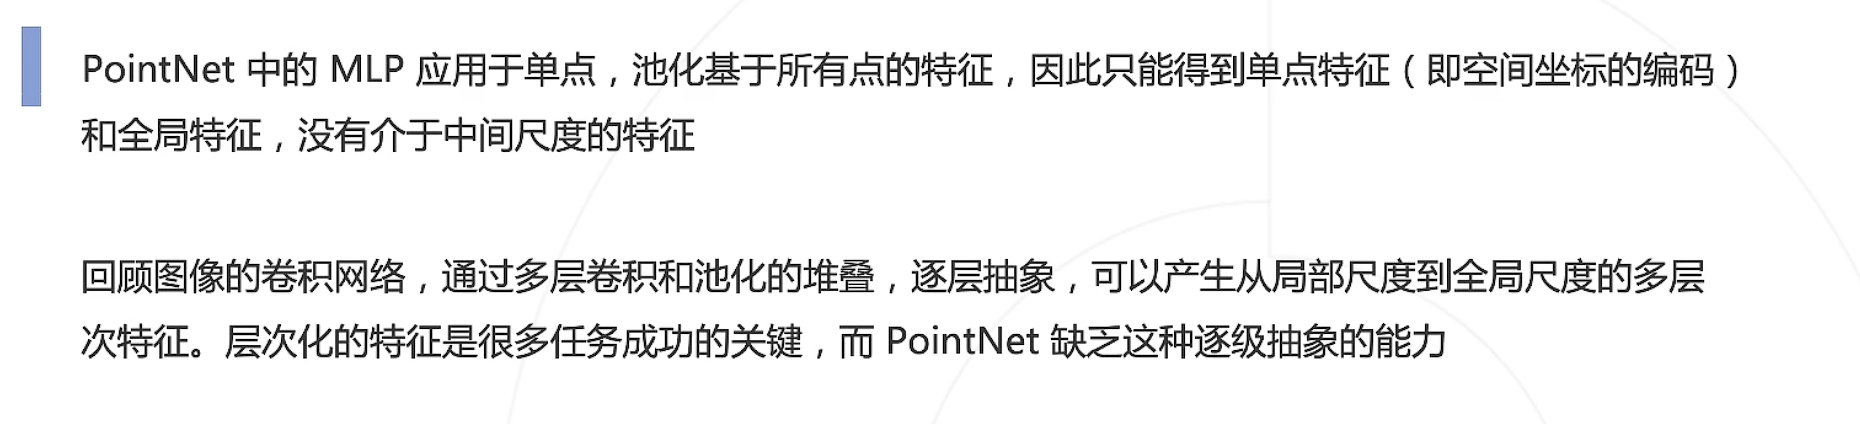 PointNet 中的 MLP 应用于单点，池化基于所有点的特征，因此只能得到单点特征（即空间坐标的编码）
和全局特征，没有介于中间尺度的特征
回顾图像的卷积网络，通过多层卷积和池化的堆叠，逐层抽象，可以产生从局部尺度到全局尺度的多层
次特征。层次化的特征是很多任务成功的关键，而 PointNet 缺乏这种逐级抽象的能力